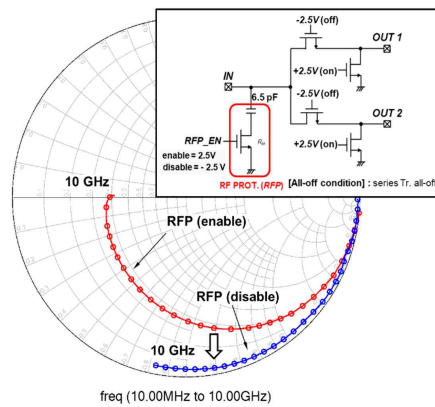 -2.5V(off)
OUT 1
IN
+2.5V(on)
6.5 pF
-2.5V(off)
OUT 2
RFP_EN
enable = 2.5V
disable = - 2.5 V
+2.5V(on)
RF PROT.(RFP)
[All-off condition] : series Tr. all-off
10 GHz
RFP (enable)
RFP (disable)
10 GHz
freq (10.00MHz to 10.00GHz)